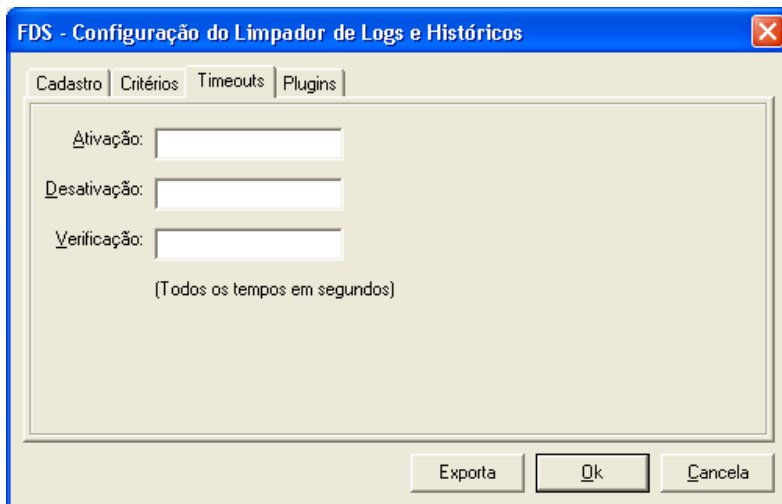 FDS - Configuração do Limpador de Logs e Históricos
Cadastro Critérios Timeouts Plugins
Ativação:
Desativação:
Verificação:
(Todos os tempos em segundos)
Exporta Ok Cancela